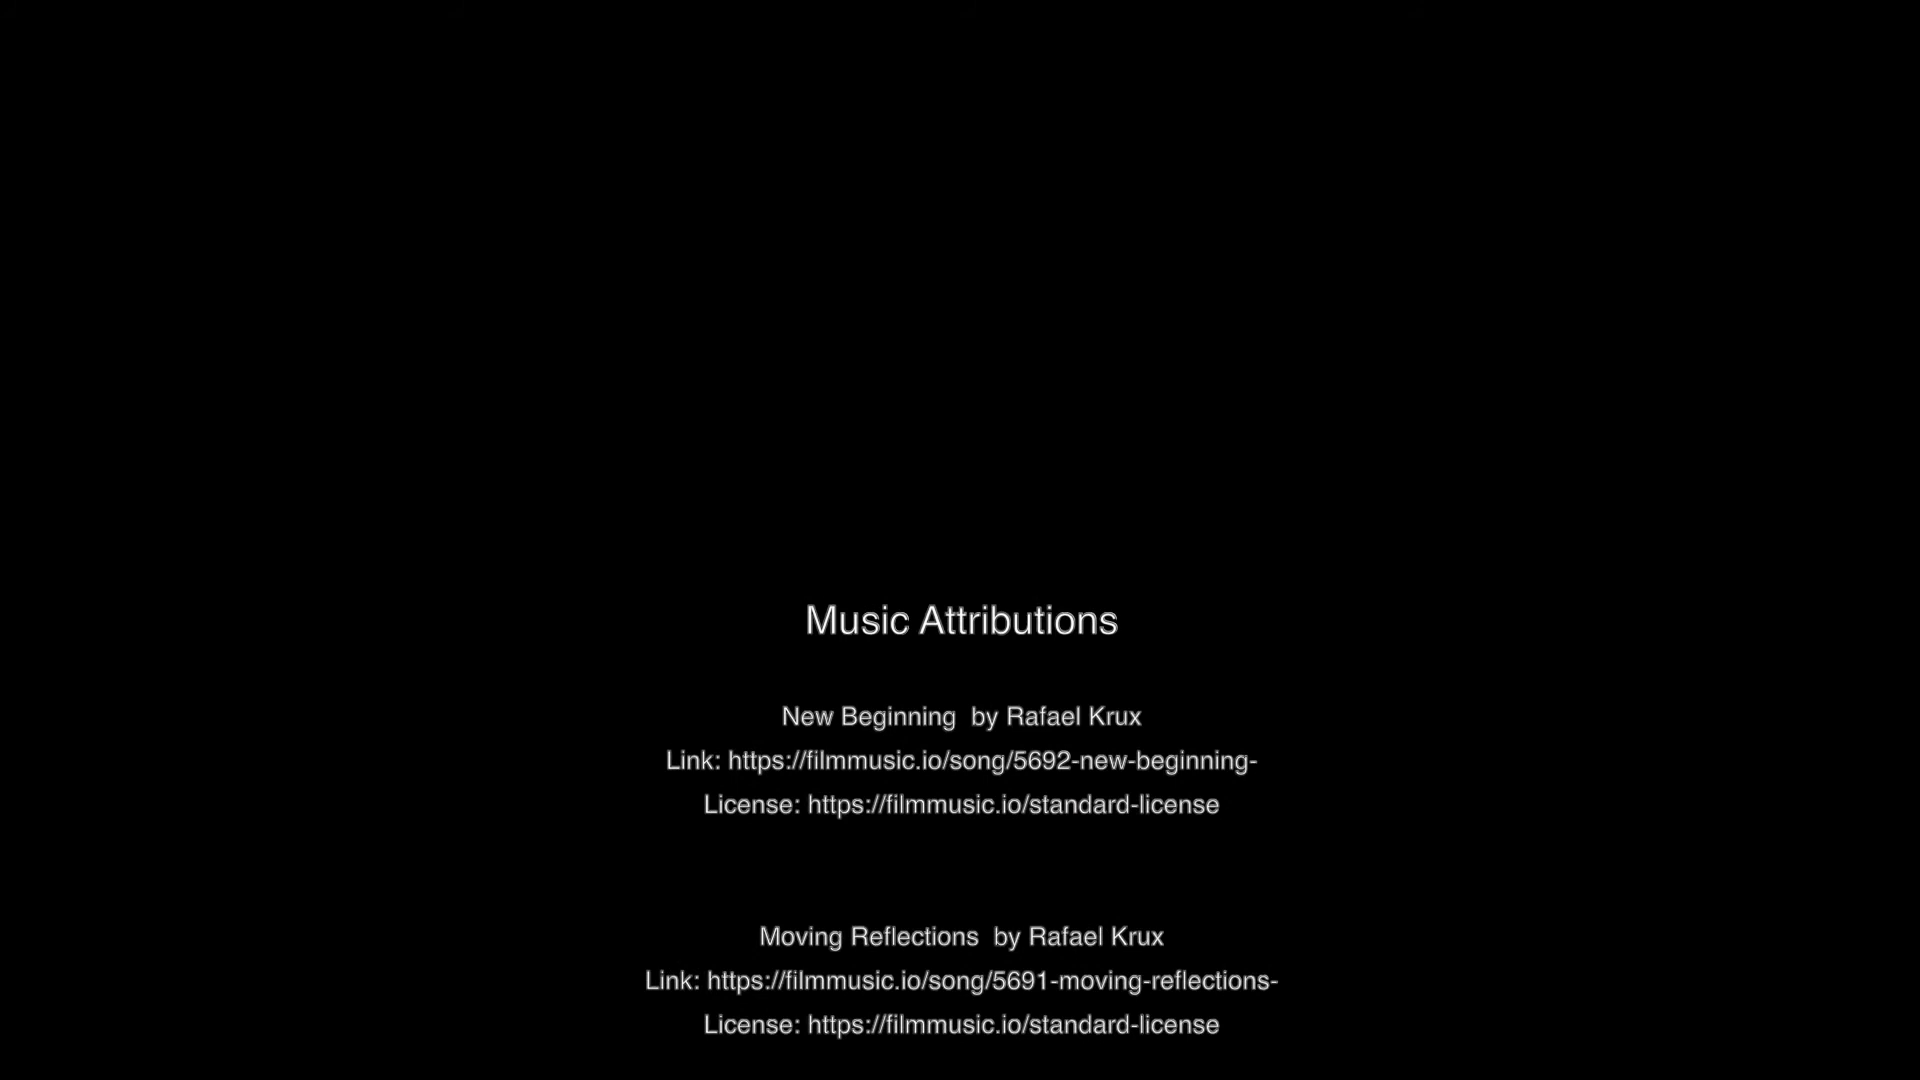 Music Attributions
New Beginning  by Rafael Krux
Link: https://filmmusic.io/song/5692-new-beginning-
License: https://filmmusic.io/standard-license
Moving Reflections  by Rafael Krux
Link: https://filmmusic.io/song/5691-moving-reflections-
License: https://filmmusic.io/standard-license